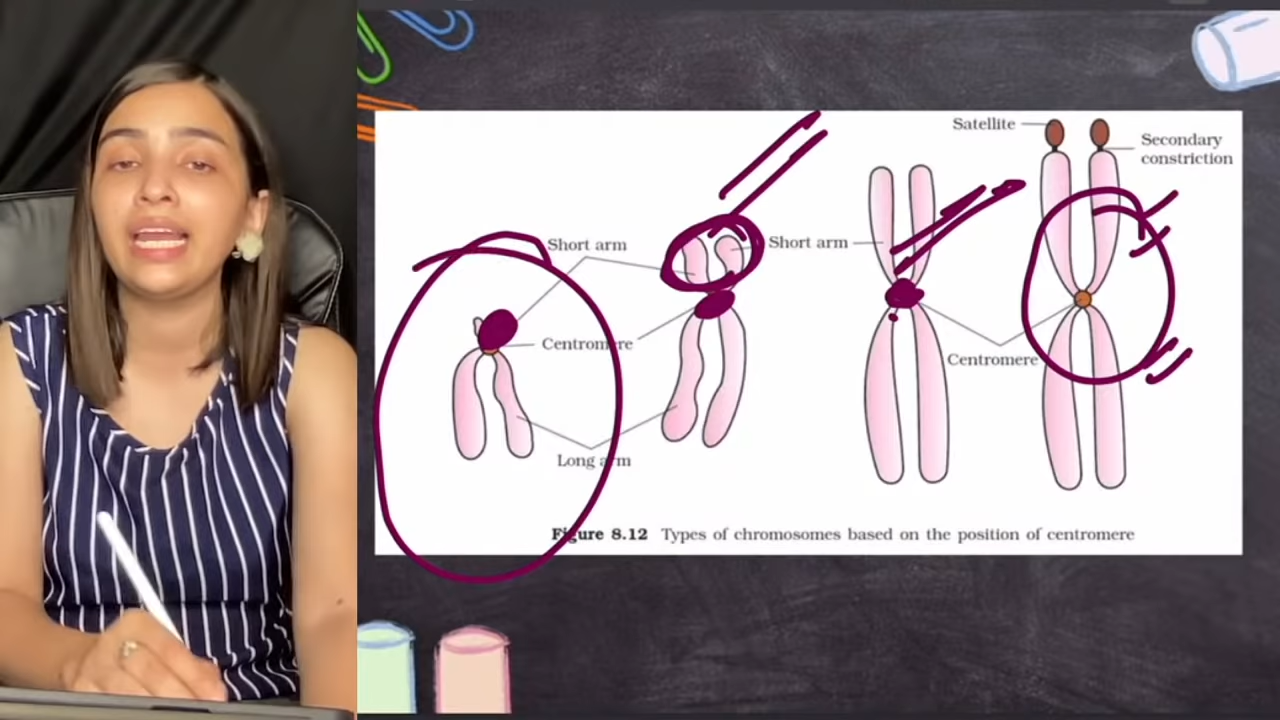 Satellite
Secondary
constriction
Short arm
Short arm
Centromere
Centromere
Long arm
Figure 8.12 Types of chromosomes based on the position of centromere